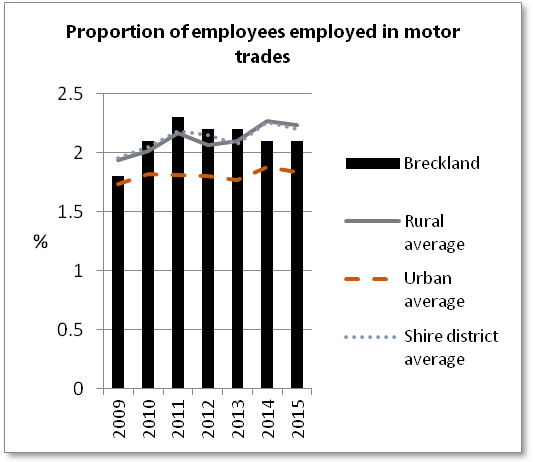 Proportion of employees employed in motor
trades
2.5
2
1.5
1
0.5
0
%
2009
2010
2011
2012
2013
2014
2015
Breckland
Rural
average
Urban
average
Shire district
average